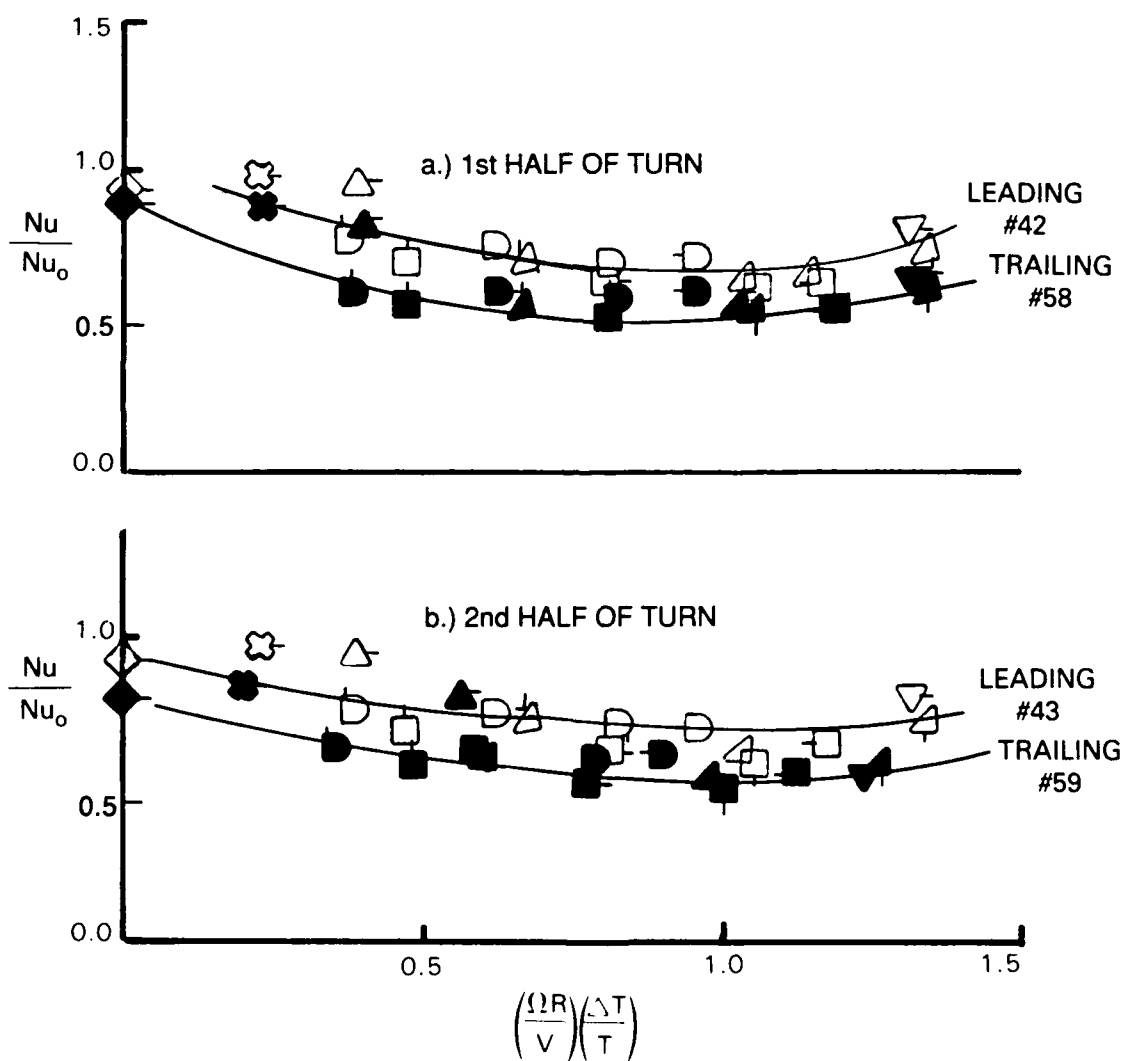 1.5
a.) 1st HALF OF TURN
1.0
LEADING
#42
Nu
Nuo
TRAILING
#58
0.5
0.0
b.) 2nd HALF OF TURN
1.0
Nu
Nuo
LEADING
#43
TRAILING
#59
0.5
0.0
0.5
1.0
1.5
(ΩR/V)(ΔT/T)